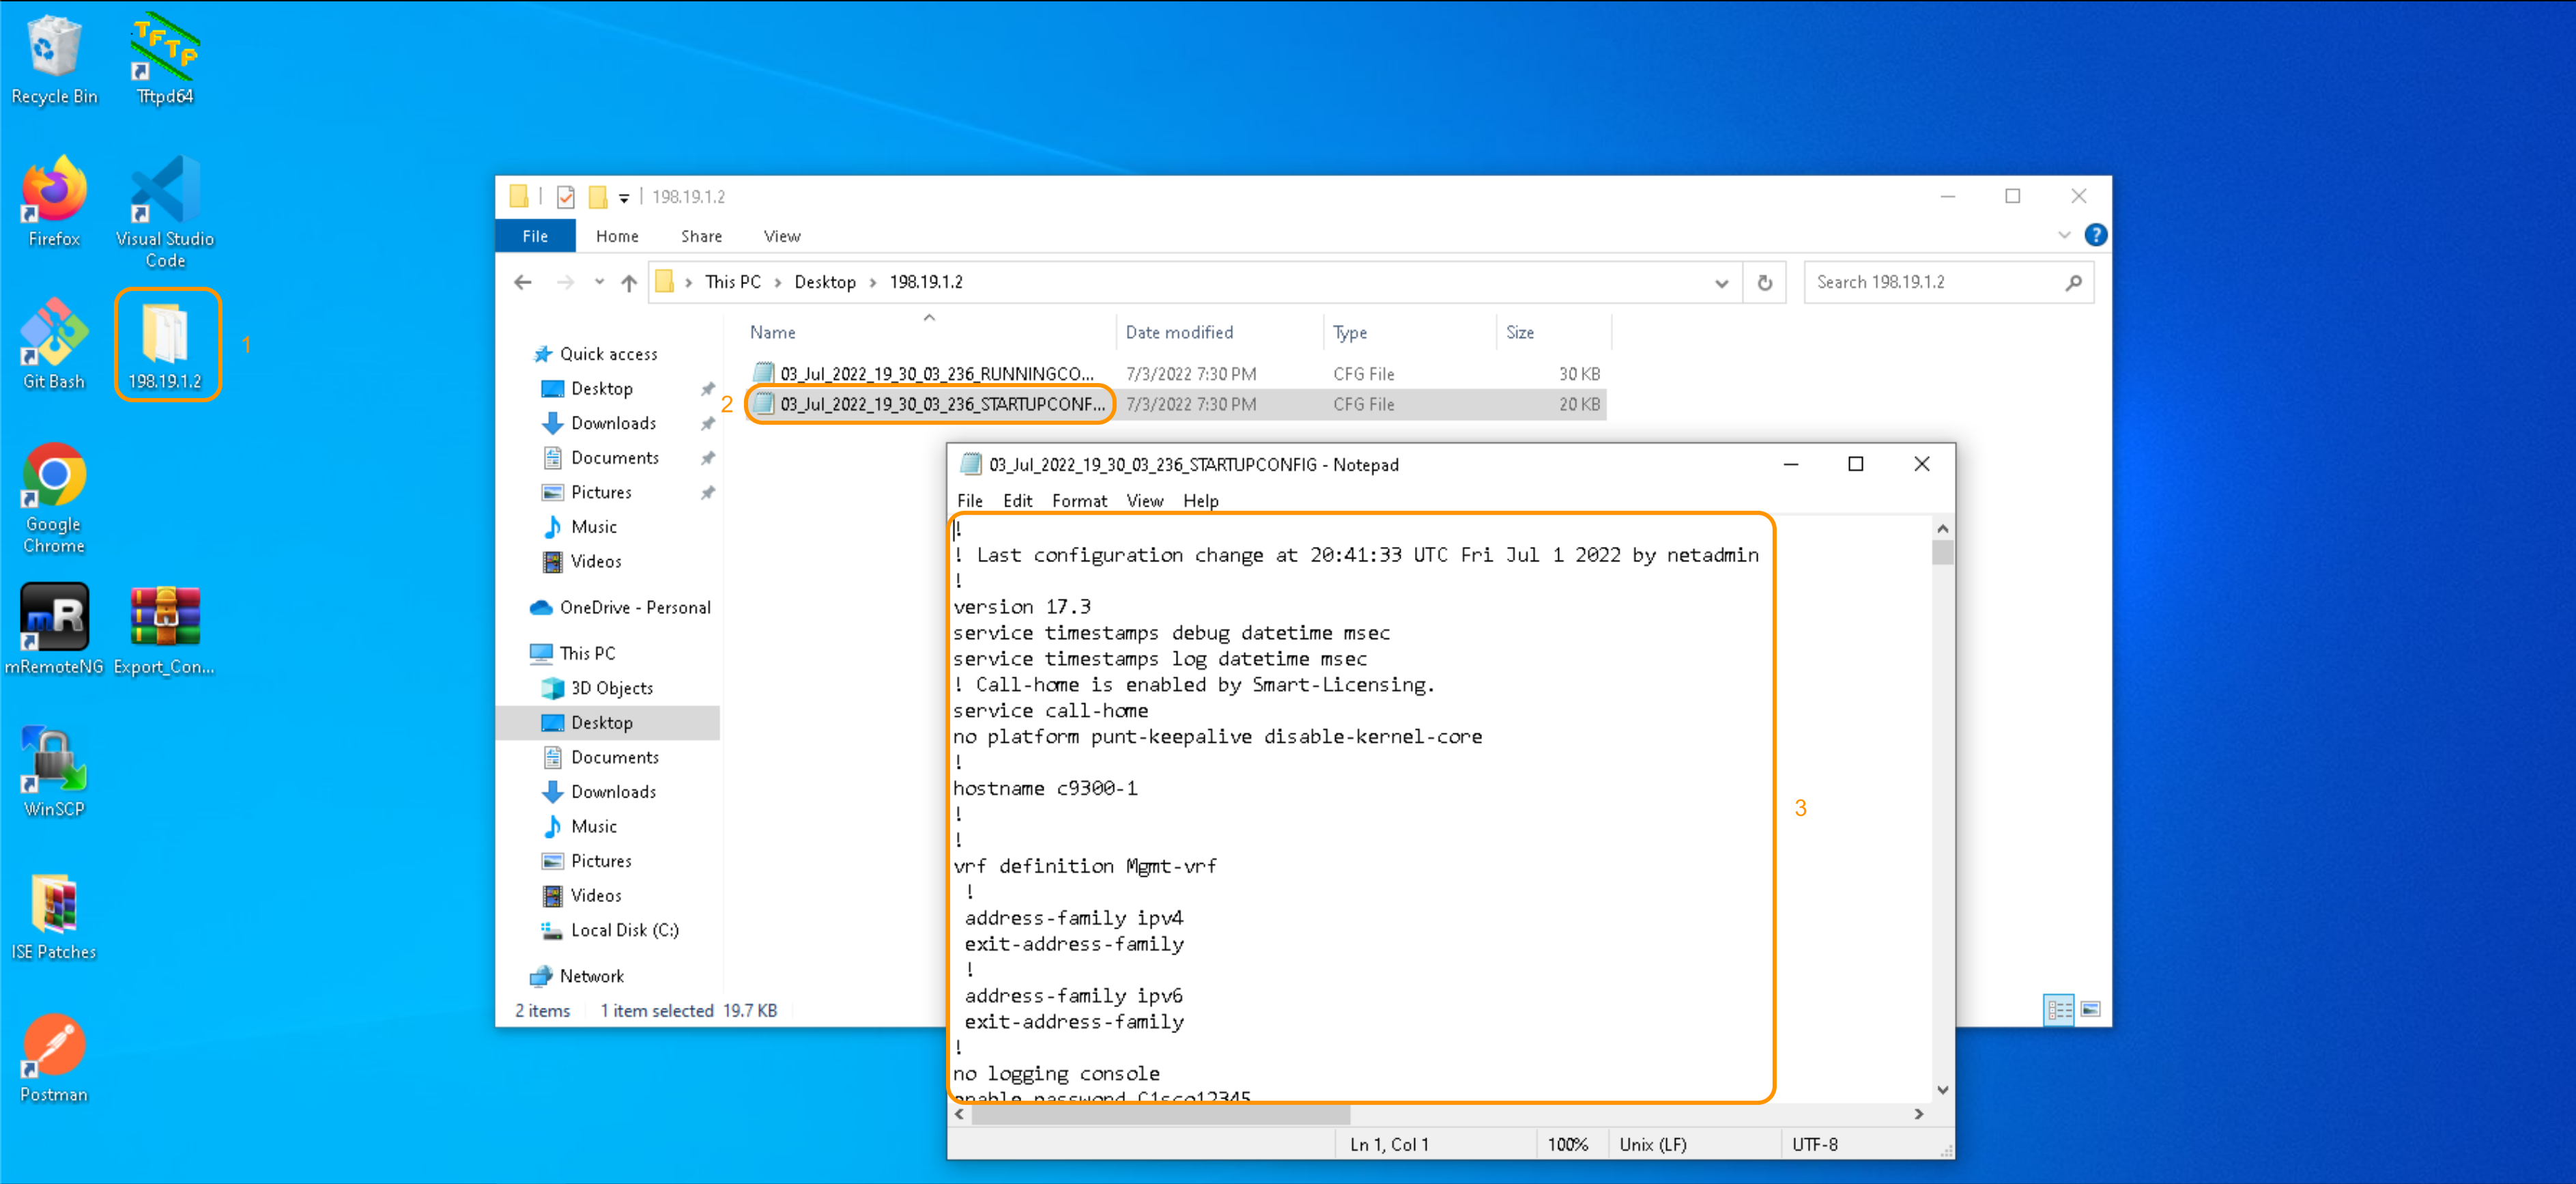 Recycle Bin
Tftpd64
Firefox
Visual Studio
Code
Git Bash
198.19.1.2
1
Google
Chrome
mRemoteNG
Export_Con...
WinSCP
ISE Patches
Postman
198.19.1.2
File Home Share View
This PC > Desktop > 198.19.1.2
Search 198.19.1.2
Name Date modified Type Size
03_Jul_2022_19_30_03_236_RUNNINGCO... 7/3/2022 7:30 PM CFG File 30 KB
2 03_Jul_2022_19_30_03_236_STARTUPCONF... 7/3/2022 7:30 PM CFG File 20 KB
Quick access
Desktop
Downloads
Documents
Pictures
Music
Videos
OneDrive - Personal
This PC
3D Objects
Desktop
Documents
Downloads
Music
Pictures
Videos
Local Disk (C:)
Network
2 items 1 item selected 19.7 KB
03_Jul_2022_19_30_03_236_STARTUPCONFIG - Notepad
File Edit Format View Help
!
! Last configuration change at 20:41:33 UTC Fri Jul 1 2022 by netadmin
!
version 17.3
service timestamps debug datetime msec
service timestamps log datetime msec
! Call-home is enabled by Smart-Licensing.
service call-home
no platform punt-keepalive disable-kernel-core
!
hostname c9300-1
!
!
vrf definition Mgmt-vrf
!
address-family ipv4
exit-address-family
!
address-family ipv6
exit-address-family
!
no logging console
enable password C1sco12345
3
Ln 1, Col 1 100% Unix (LF) UTF-8